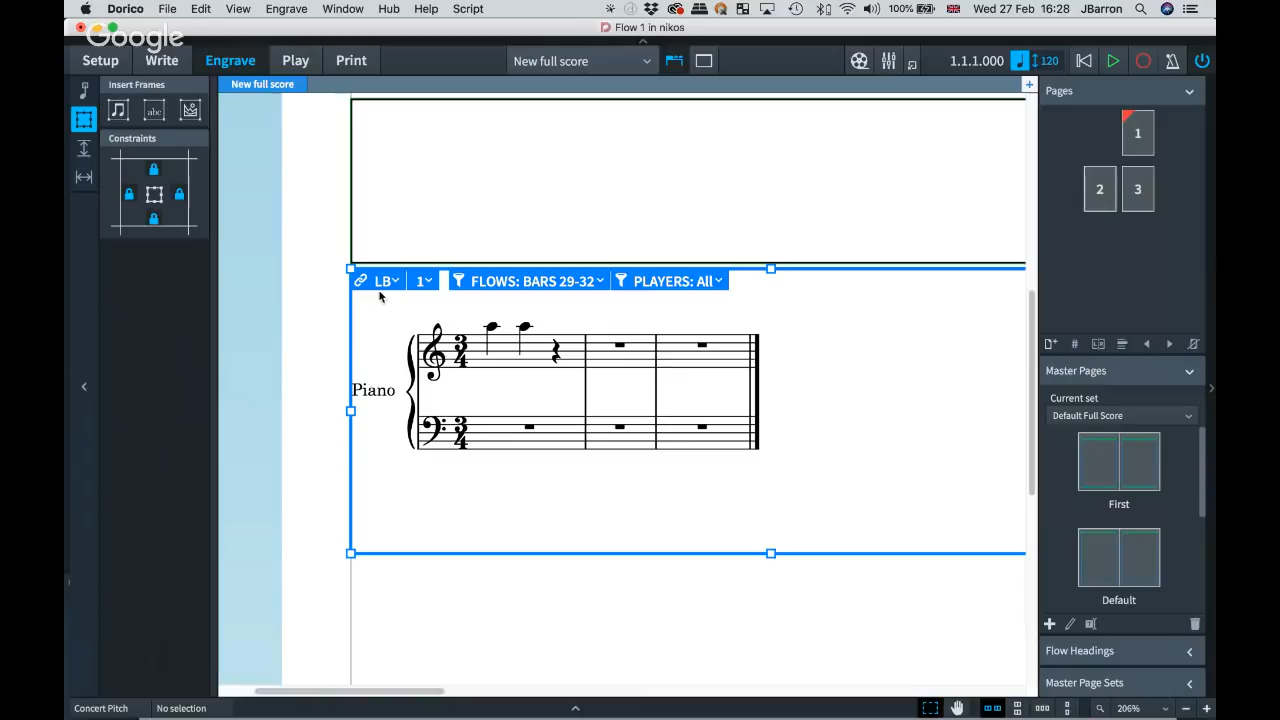 Dorico File Edit View Engrave Window Hub Help Script 100% Wed 27 Feb 16:28 JBarron
Flow 1 in nikos
Google
Setup Write Engrave Play Print New full score 1.1.1.000 120
Insert Frames
New full score
Pages
abc
Constraints
1
2 3
LB 1 FLOWS: BARS 29-32 PLAYERS: All
Master Pages
Piano
Current set
Default Full Score
First
Default
Flow Headings
Master Page Sets
Concert Pitch No selection 206%